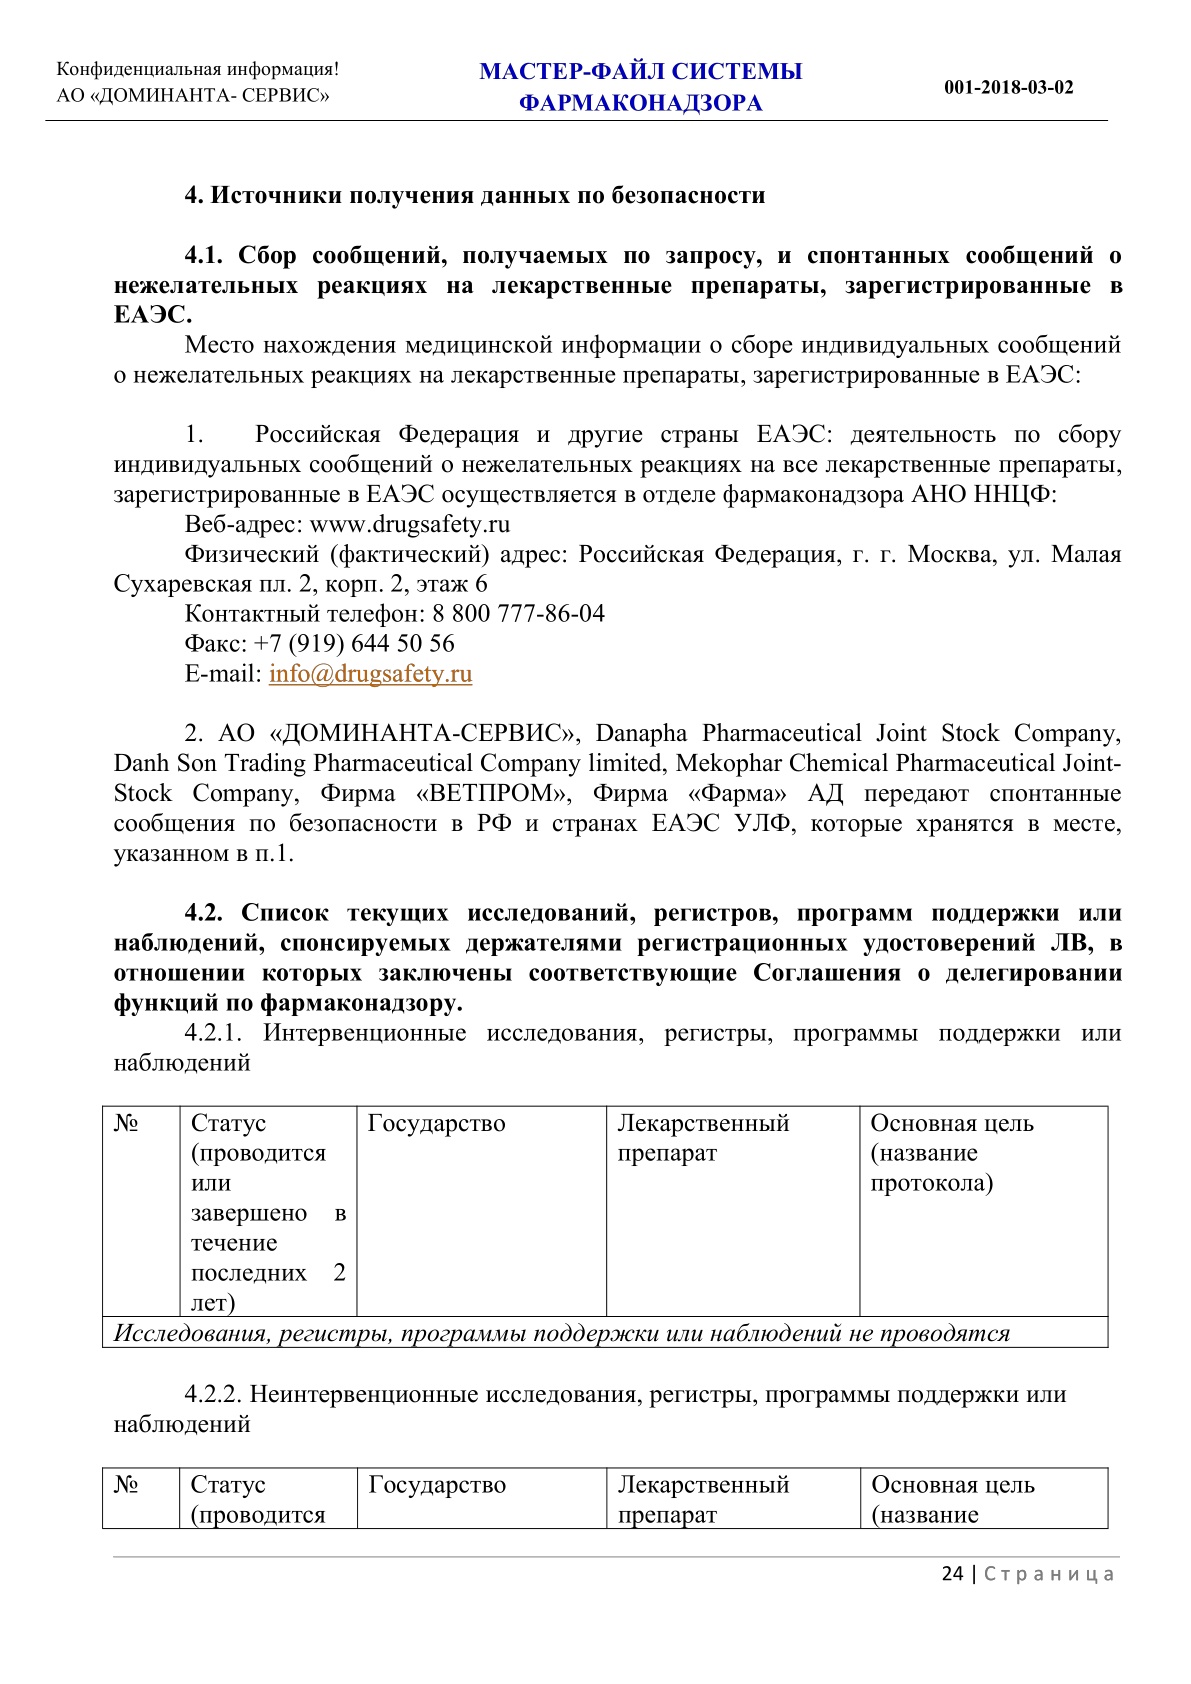 Конфиденциальная информация!
АО «ДОМИНАНТА- СЕРВИС»
МАСТЕР-ФАЙЛ СИСТЕМЫ
ФАРМАКОНАДЗОРА
001-2018-03-02
4. Источники получения данных по безопасности
4.1. Сбор сообщений, получаемых по запросу, и спонтанных сообщений о
нежелательных реакциях на лекарственные препараты, зарегистрированные в
ЕАЭС.
Место нахождения медицинской информации о сборе индивидуальных сообщений
о нежелательных реакциях на лекарственные препараты, зарегистрированные в ЕАЭС:
1. Российская Федерация и другие страны ЕАЭС: деятельность по сбору
индивидуальных сообщений о нежелательных реакциях на все лекарственные препараты,
зарегистрированные в ЕАЭС осуществляется в отделе фармаконадзора АНО ННЦФ:
Веб-адрес: www.drugsafety.ru
Физический (фактический) адрес: Российская Федерация, г. г. Москва, ул. Малая
Сухаревская пл. 2, корп. 2, этаж 6
Контактный телефон: 8 800 777-86-04
Факс: +7 (919) 644 50 56
E-mail: info@drugsafety.ru
2. АО «ДОМИНАНТА-СЕРВИС», Danapha Pharmaceutical Joint Stock Company,
Danh Son Trading Pharmaceutical Company limited, Mekophar Chemical Pharmaceutical Joint-
Stock Company, Фирма «ВЕТПРОМ», Фирма «Фарма» АД передают спонтанные
сообщения по безопасности в РФ и странах ЕАЭС УЛФ, которые хранятся в месте,
указанном в п.1.
4.2. Список текущих исследований, регистров, программ поддержки или
наблюдений, спонсируемых держателями регистрационных удостоверений ЛВ, в
отношении которых заключены соответствующие Соглашения о делегировании
функций по фармаконадзору.
4.2.1. Интервенционные исследования, регистры, программы поддержки или
наблюдений
№
Статус
(проводится
или
завершено в
течение
последних 2
лет)
Государство
Лекарственный
препарат
Основная цель
(название
протокола)
Исследования, регистры, программы поддержки или наблюдений не проводятся
4.2.2. Неинтервенционные исследования, регистры, программы поддержки или
наблюдений
№
Статус
(проводится
Государство
Лекарственный
препарат
Основная цель
(название
24 | Страница